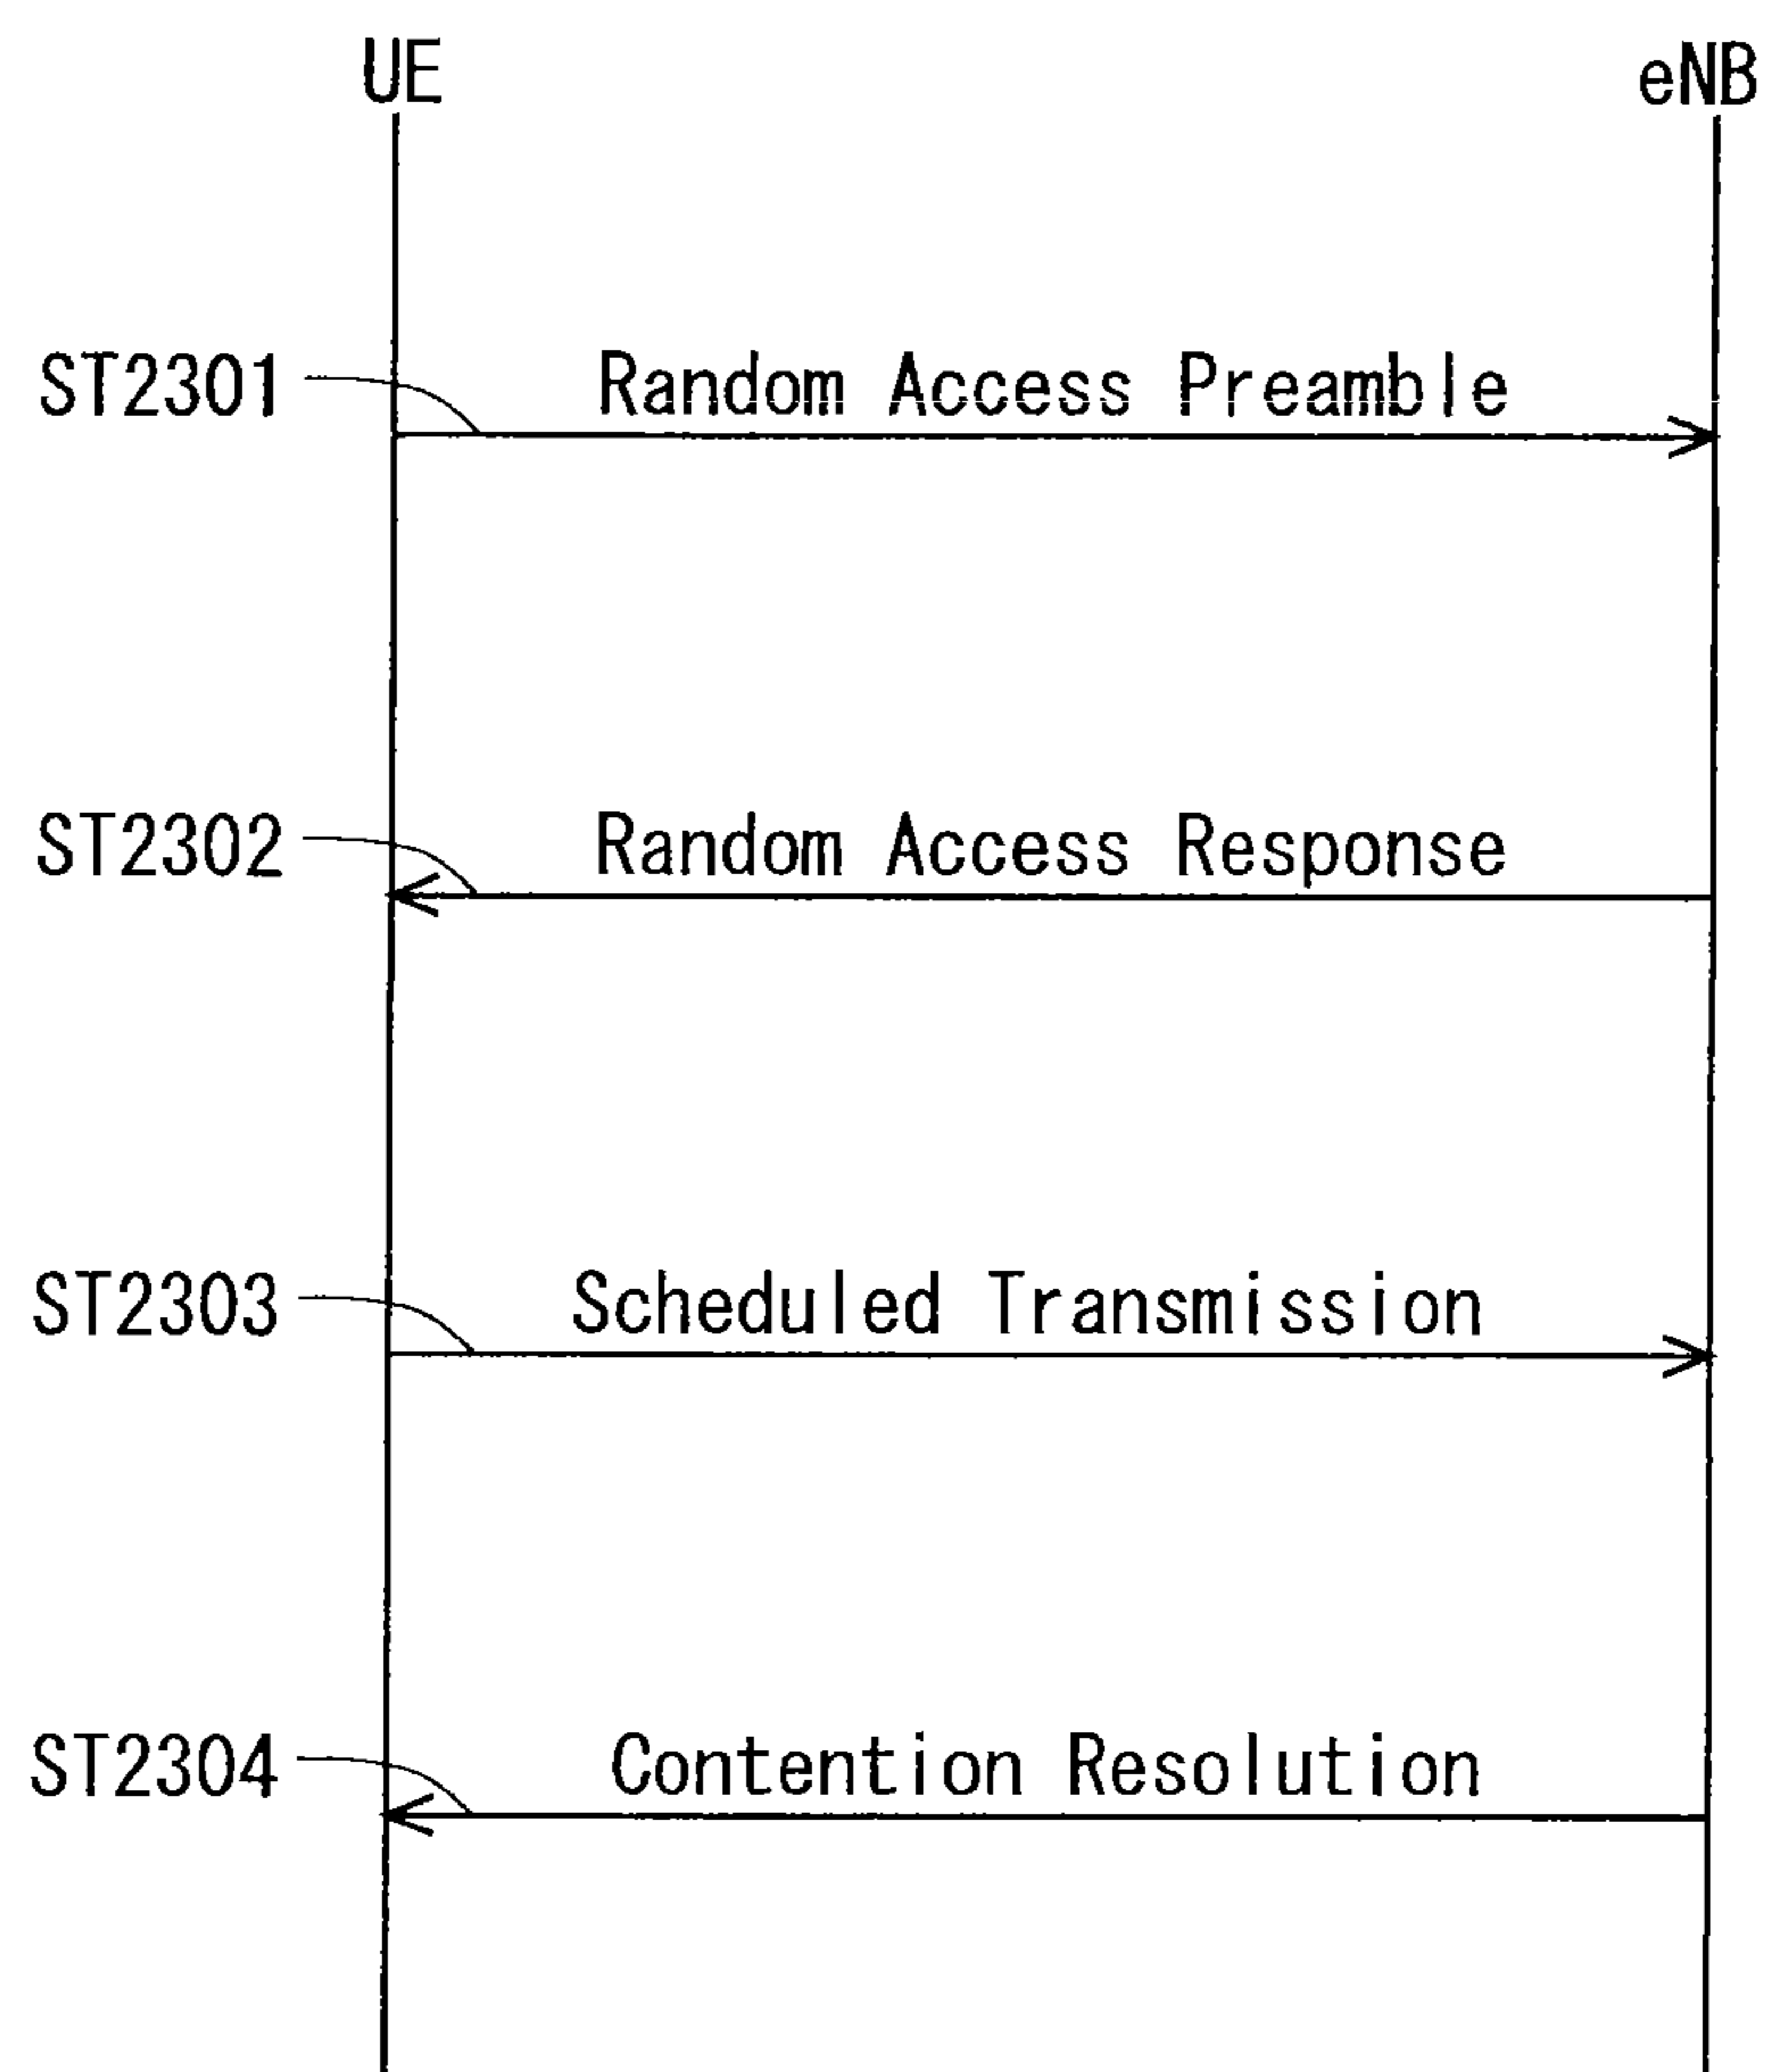 UE eNB
ST2301 Random Access Preamble
ST2302 Random Access Response
ST2303 Scheduled Transmission
ST2304 Contention Resolution